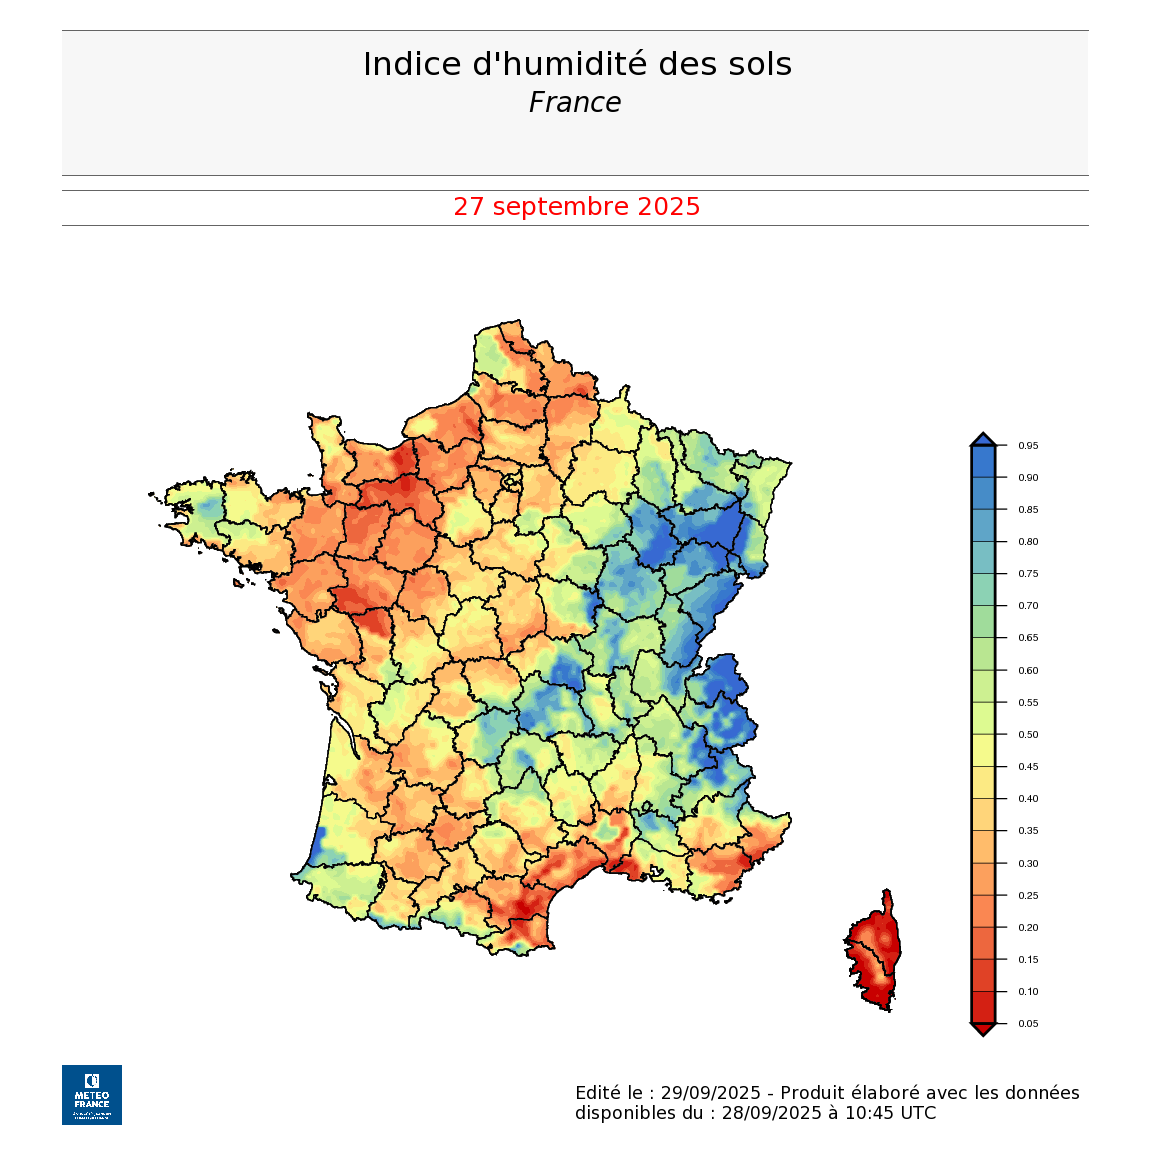 Indice d'humidité des sols
France
27 septembre 2025
0.95
0.90
0.85
0.80
0.75
0.70
0.65
0.60
0.55
0.50
0.45
0.40
0.35
0.30
0.25
0.20
0.15
0.10
0.05
METEO
FRANCE
Edité le : 29/09/2025 - Produit élaboré avec les données
disponibles du : 28/09/2025 à 10:45 UTC